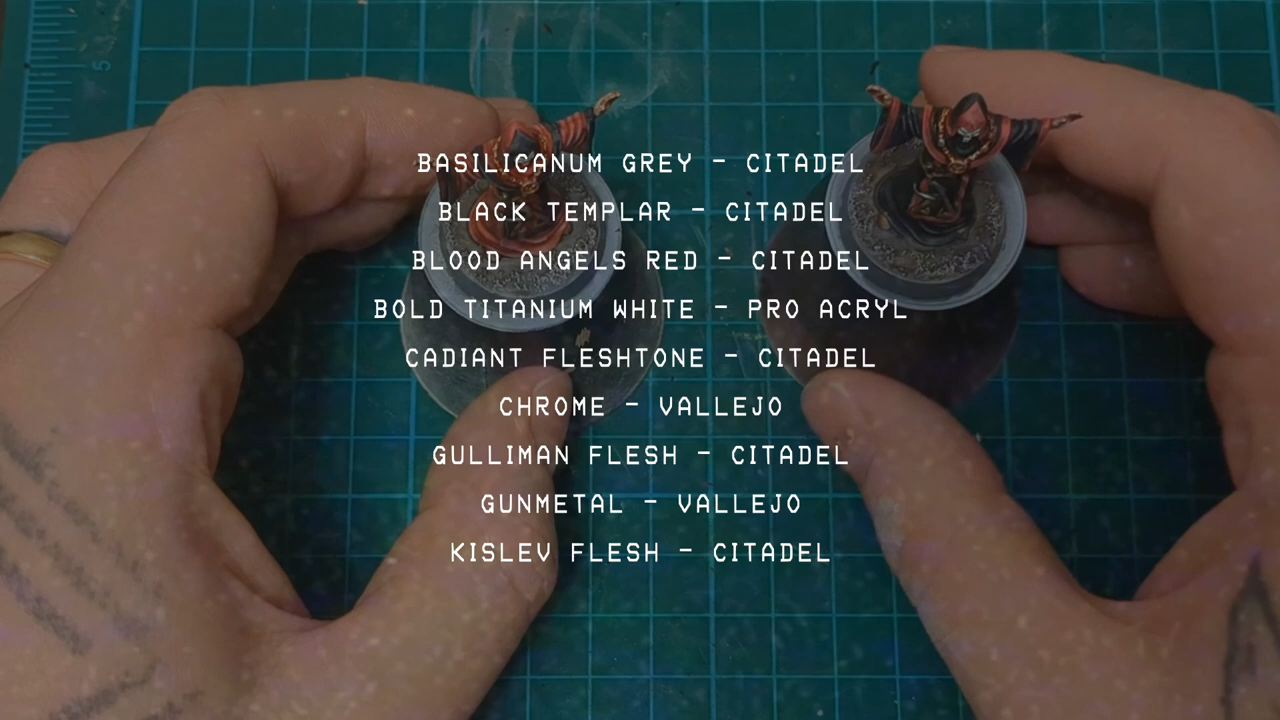 5
BASILICANUM GREY - CITADEL
BLACK TEMPLAR - CITADEL
BLOOD ANGELS RED - CITADEL
BOLD TITANIUM WHITE - PRO ACRYL
CADIANT FLESHTONE - CITADEL
CHROME - VALLEJO
GULLIMAN FLESH - CITADEL
GUNMETAL - VALLEJO
KISLEV FLESH - CITADEL